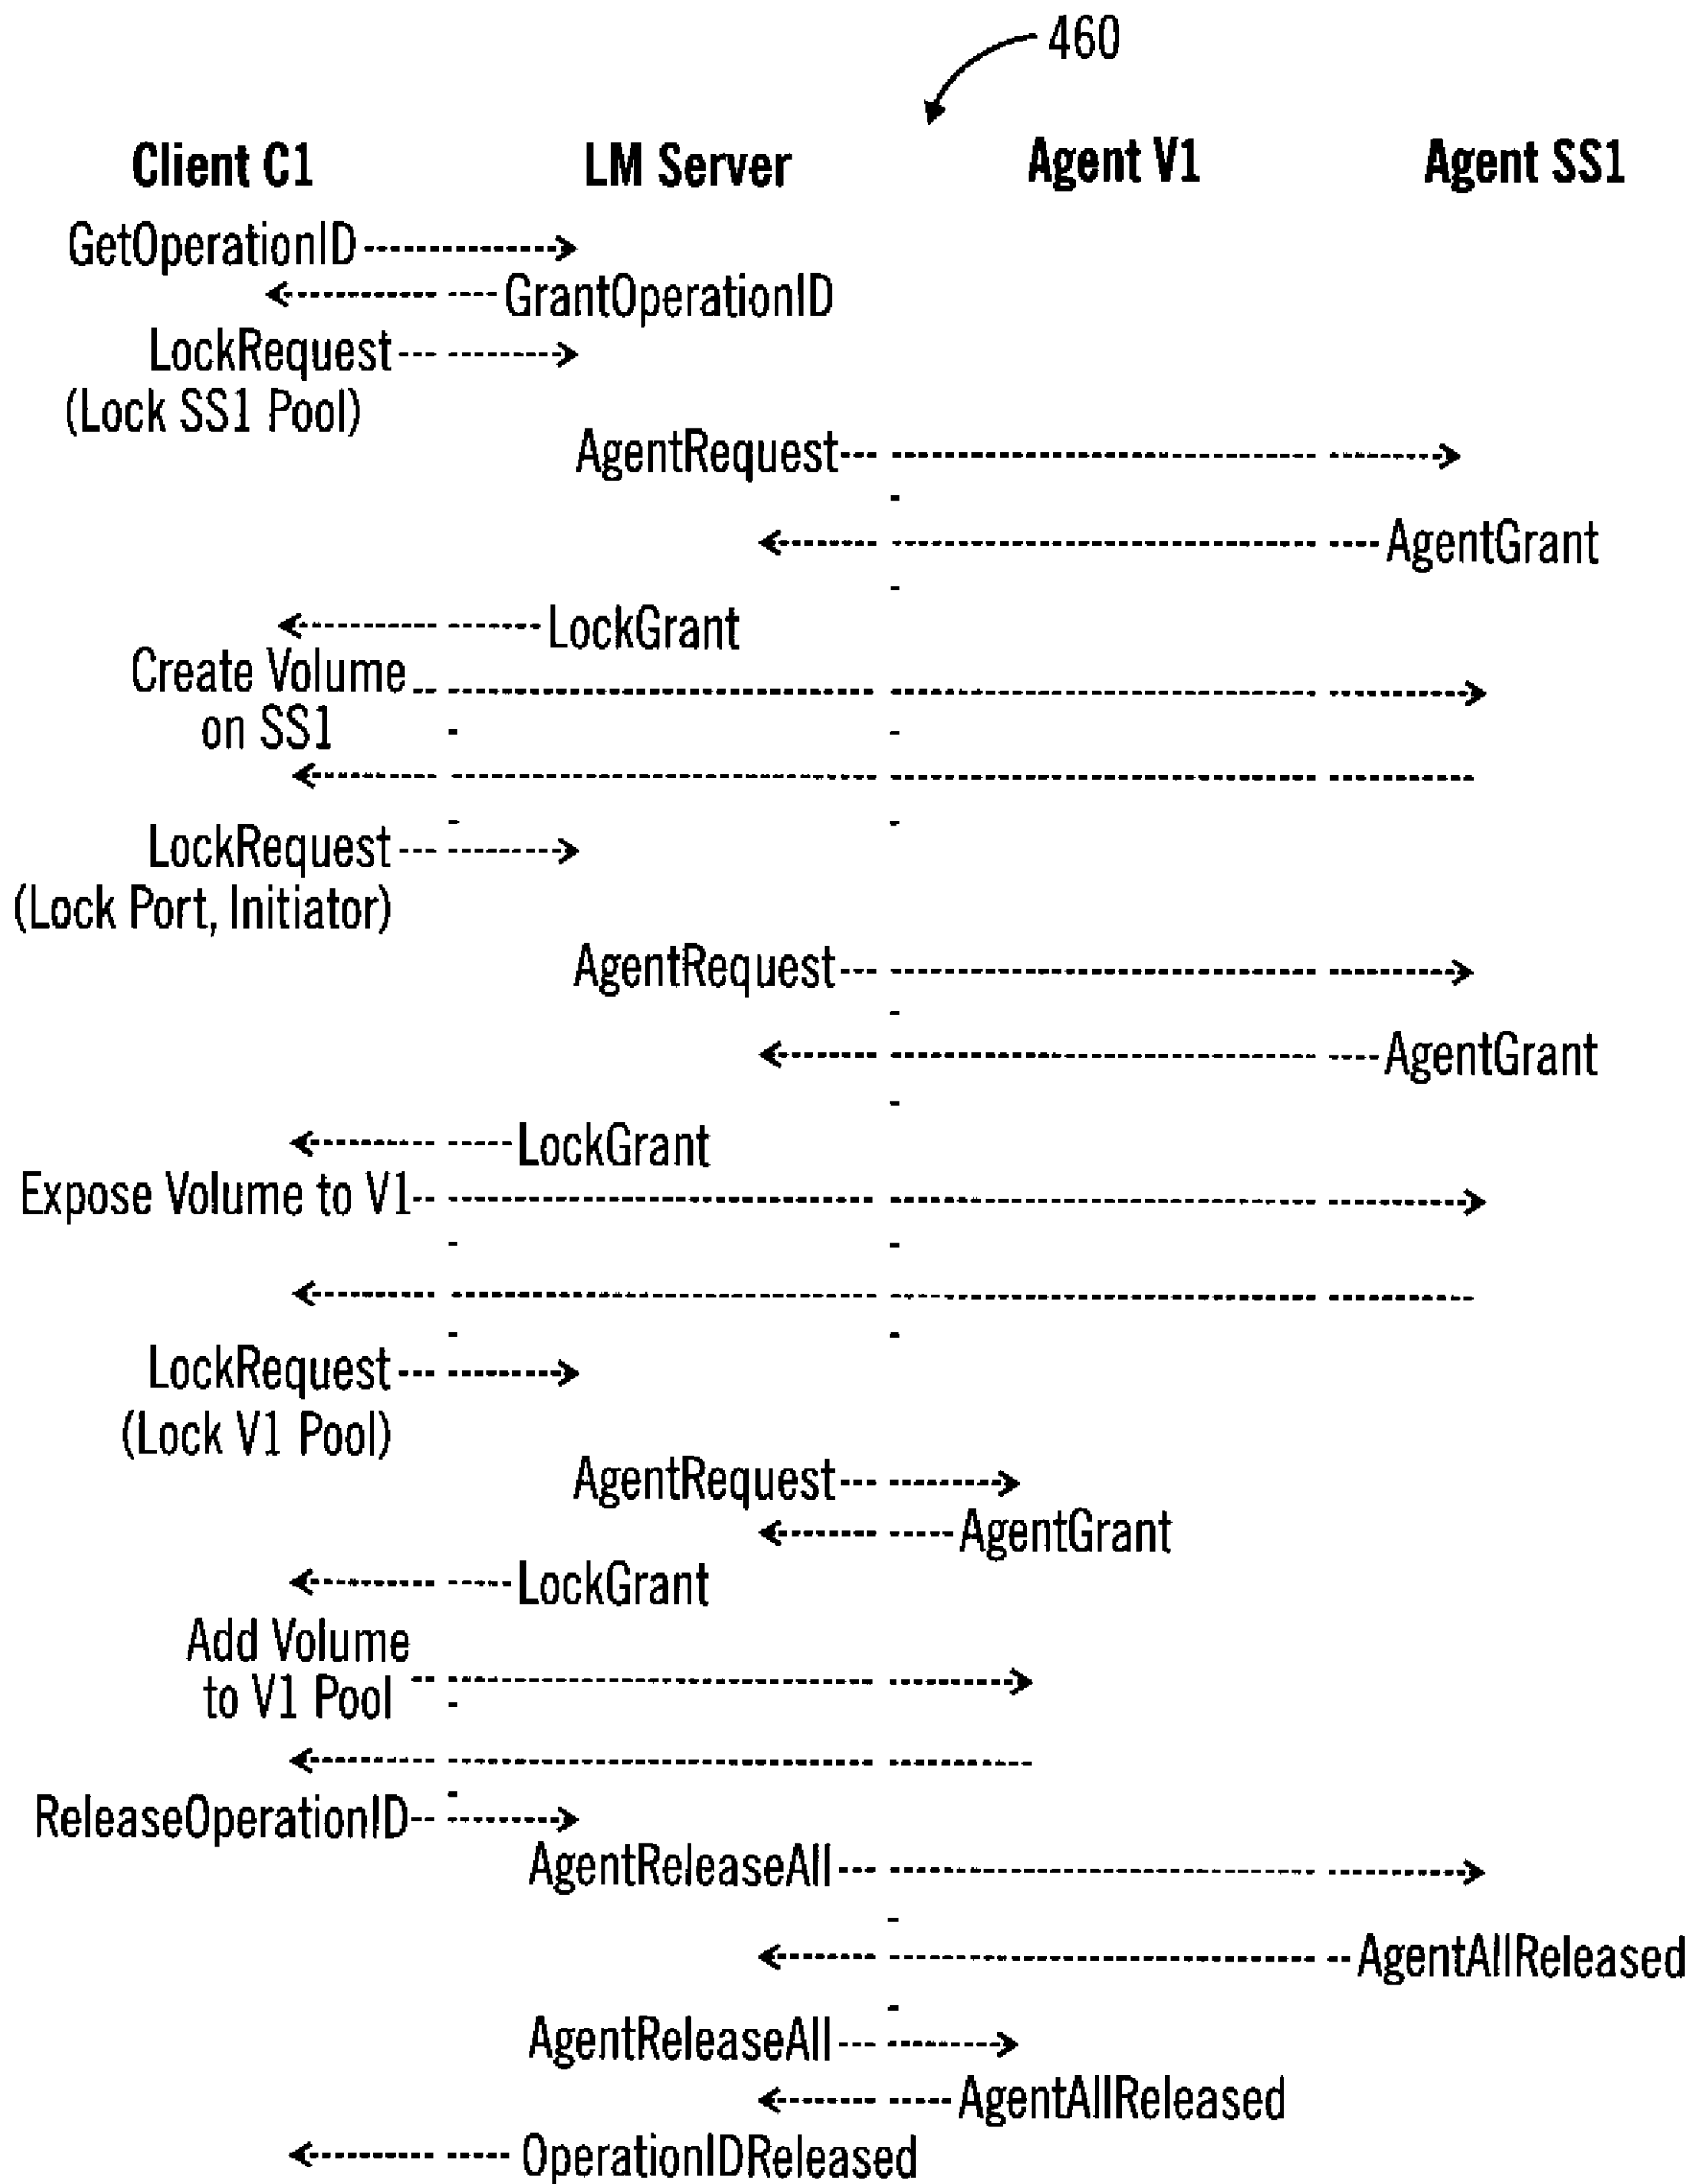 460
Client C1 LM Server Agent V1 Agent SS1
GetOperationID
GrantOperationID
LockRequest
(Lock SS1 Pool)
AgentRequest
AgentGrant
LockGrant
Create Volume
on SS1
LockRequest
(Lock Port, Initiator)
AgentRequest
AgentGrant
LockGrant
Expose Volume to V1
LockRequest
(Lock V1 Pool)
AgentRequest
AgentGrant
LockGrant
Add Volume
to V1 Pool
ReleaseOperationID
AgentReleaseAll
AgentAllReleased
AgentReleaseAll
AgentAllReleased
OperationIDReleased